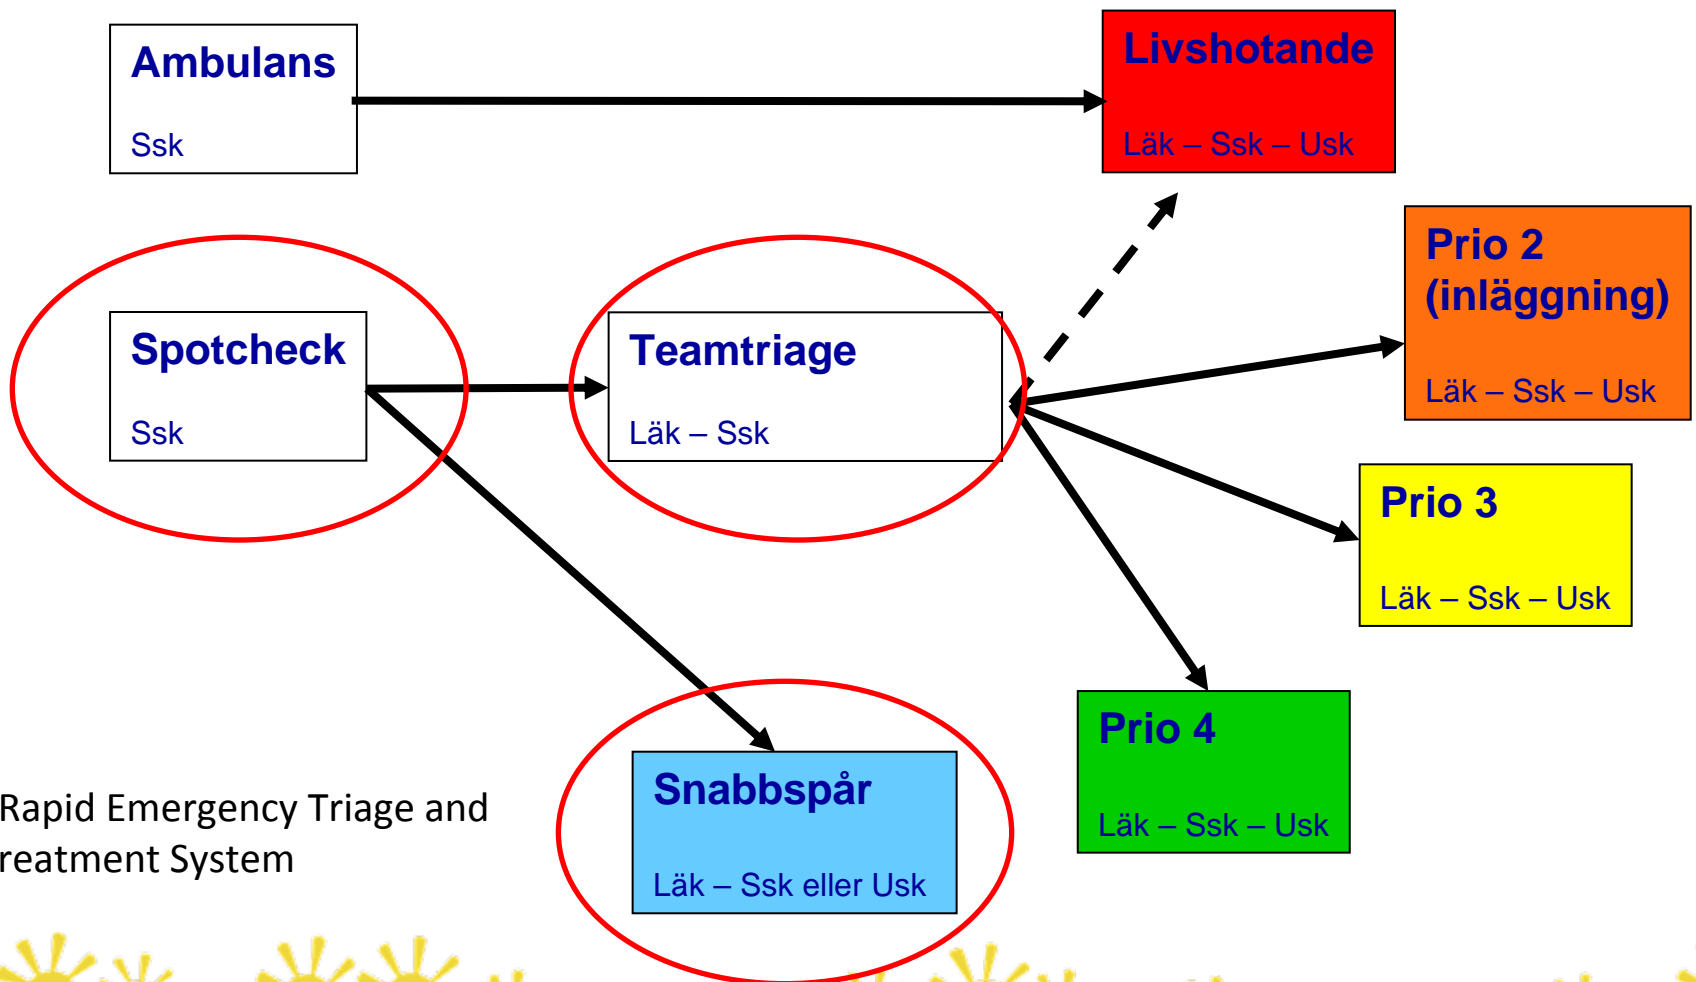 Ambulans
Ssk
Livshotande
Läk – Ssk – Usk
Prio 2
(inläggning)
Läk – Ssk – Usk
Spotcheck
Ssk
Teamtriage
Läk – Ssk
Prio 3
Läk – Ssk – Usk
Prio 4
Läk – Ssk – Usk
Snabbspår
Läk – Ssk eller Usk
Rapid Emergency Triage and
reatment System